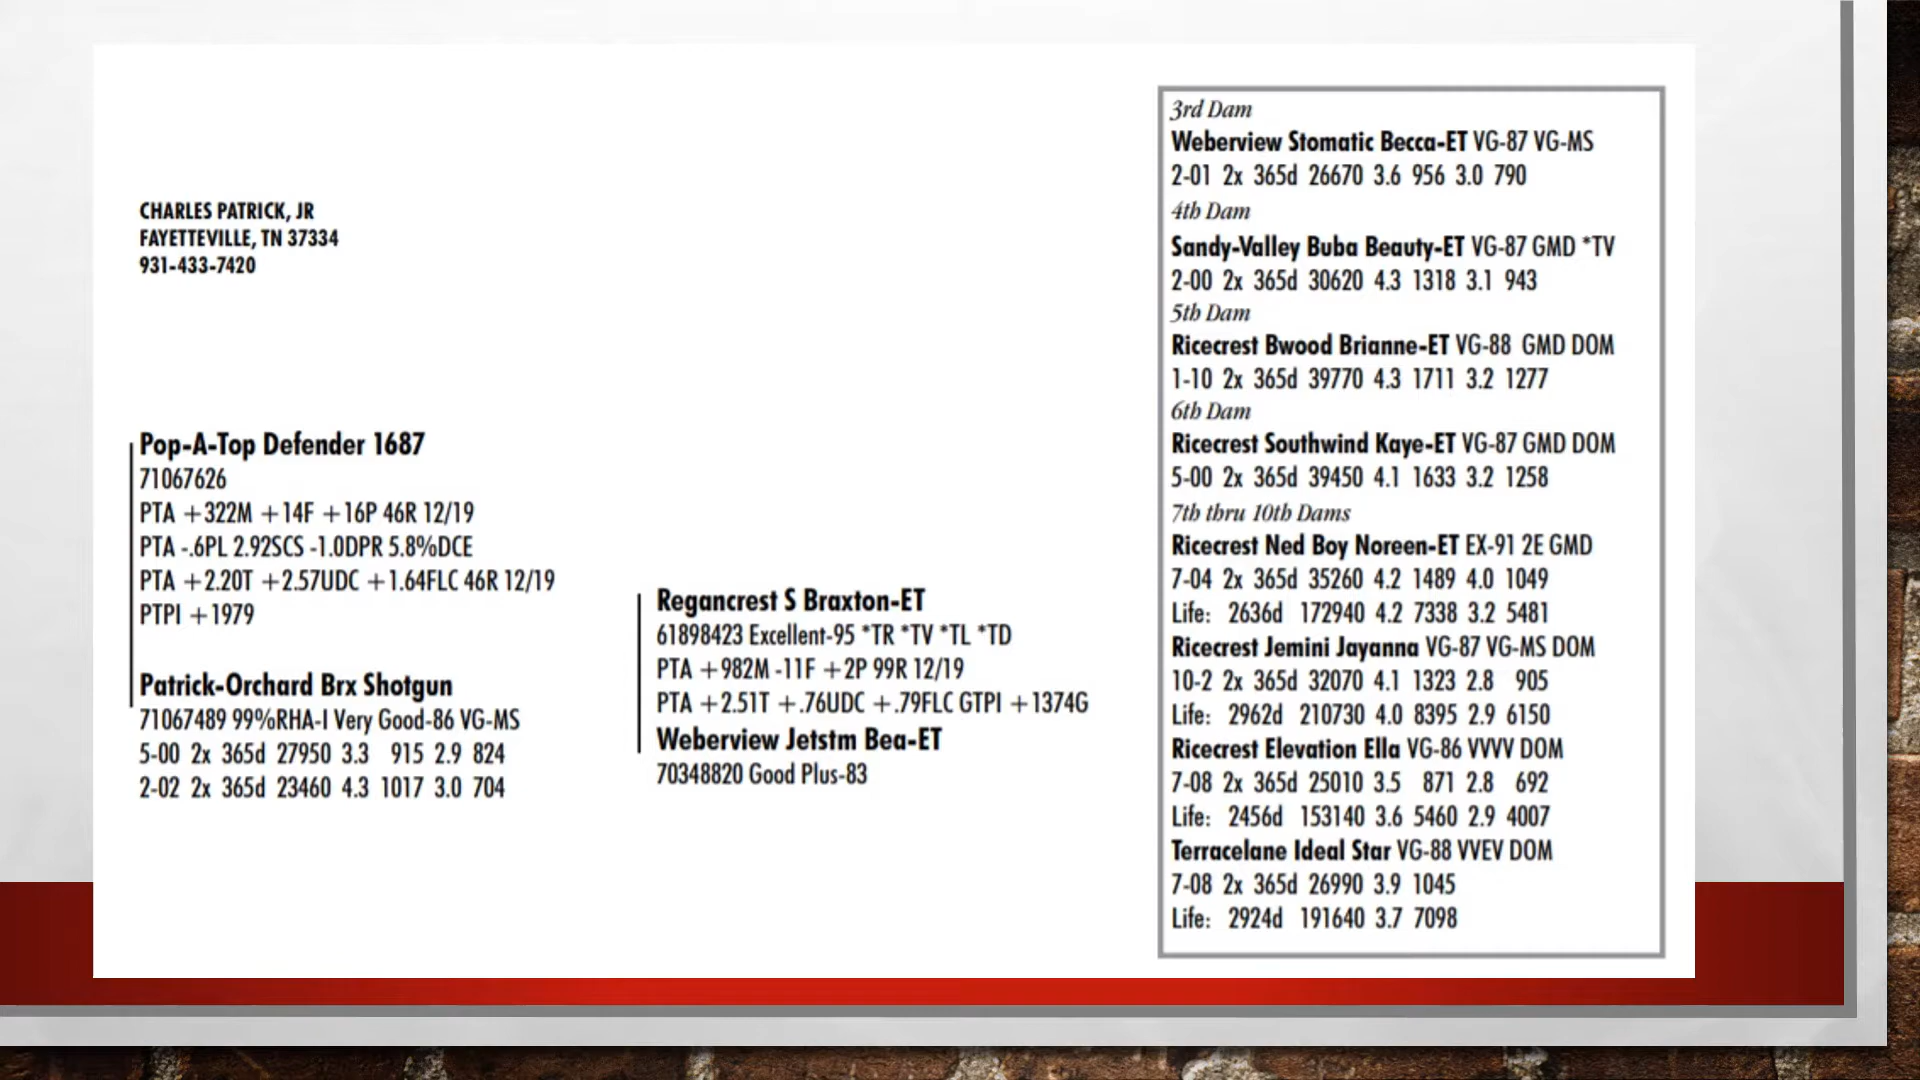 CHARLES PATRICK, JR
FAYETTEVILLE, TN 37334
931-433-7420
Pop-A-Top Defender 1687
71067626
PTA +322M +14F +16P 46R 12/19
PTA -.6PL 2.92SCS -1.0DPR 5.8%DCE
PTA +2.20T +2.57UDC +1.64FLC 46R 12/19
PTPI +1979
Patrick-Orchard Brx Shotgun
71067489 99%RHA-I Very Good-86 VG-MS
5-00 2x 365d 27950 3.3 915 2.9 824
2-02 2x 365d 23460 4.3 1017 3.0 704
Regancrest S Braxton-ET
61898423 Excellent-95 *TR *TV *TL *TD
PTA +982M -11F +2P 99R 12/19
PTA +2.51T +.76UDC +.79FLC GTPI +1374G
Weberview Jetstm Bea-ET
70348820 Good Plus-83
3rd Dam
Weberview Stomatic Becca-ET VG-87 VG-MS
2-01 2x 365d 26670 3.6 956 3.0 790
4th Dam
Sandy-Valley Buba Beauty-ET VG-87 GMD *TV
2-00 2x 365d 30620 4.3 1318 3.1 943
5th Dam
Ricecrest Bwood Brianne-ET VG-88 GMD DOM
1-10 2x 365d 39770 4.3 1711 3.2 1277
6th Dam
Ricecrest Southwind Kaye-ET VG-87 GMD DOM
5-00 2x 365d 39450 4.1 1633 3.2 1258
7th thru 10th Dams
Ricecrest Ned Boy Noreen-ET EX-91 2E GMD
7-04 2x 365d 35260 4.2 1489 4.0 1049
Life: 2636d 172940 4.2 7338 3.2 5481
Ricecrest Jemini Jayanna VG-87 VG-MS DOM
10-2 2x 365d 32070 4.1 1323 2.8 905
Life: 2962d 210730 4.0 8395 2.9 6150
Ricecrest Elevation Ella VG-86 VVVV DOM
7-08 2x 365d 25010 3.5 871 2.8 692
Life: 2456d 153140 3.6 5460 2.9 4007
Terracelane Ideal Star VG-88 VVEV DOM
7-08 2x 365d 26990 3.9 1045
Life: 2924d 191640 3.7 7098